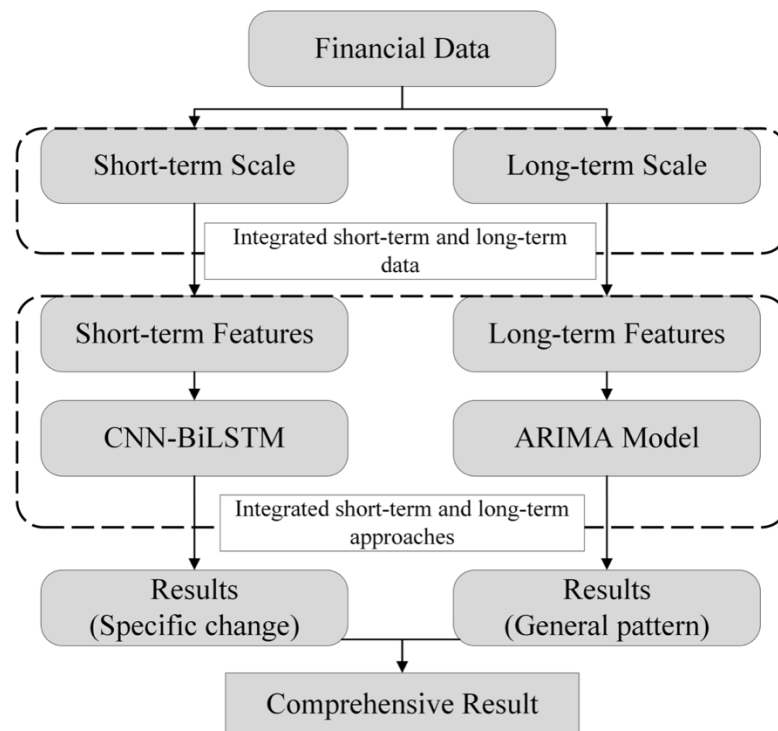 Financial Data
Short-term Scale
Long-term Scale
Integrated short-term and long-term
data
Short-term Features
Long-term Features
CNN-BiLSTM
ARIMA Model
Integrated short-term and long-term
approaches
Results
(Specific change)
Results
(General pattern)
Comprehensive Result